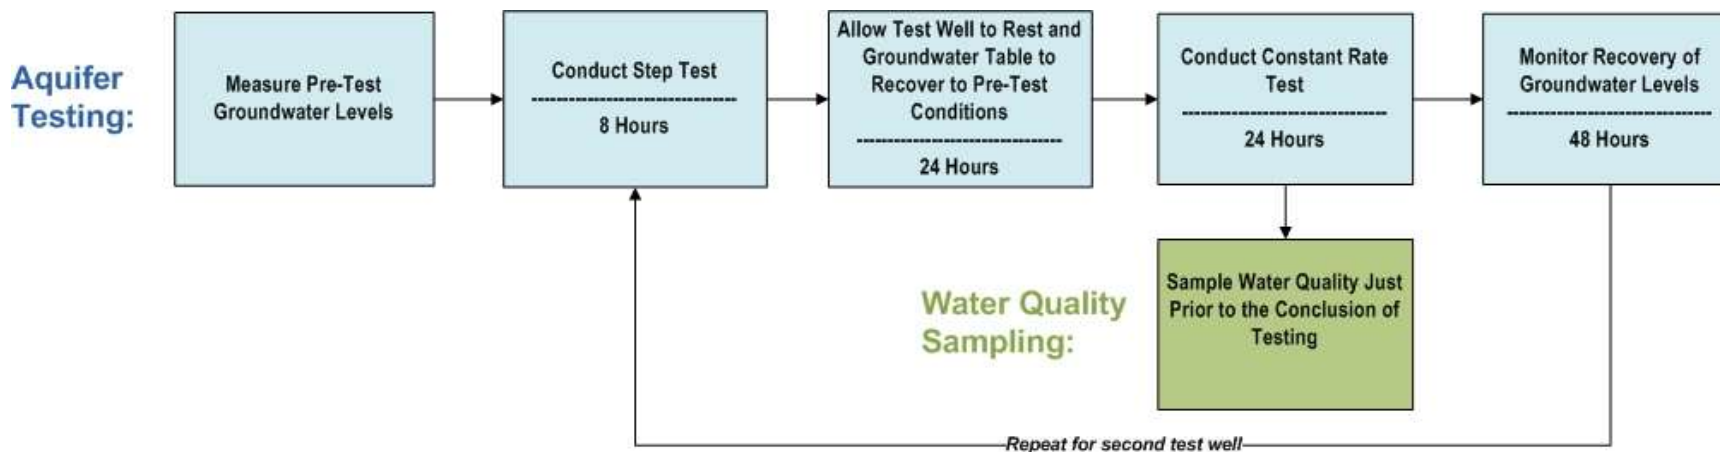 Aquifer
Testing:
Measure Pre-Test
Groundwater Levels
Conduct Step Test
---------------------------------
8 Hours
Allow Test Well to Rest and
Groundwater Table to
Recover to Pre-Test
Conditions
---------------------------------
24 Hours
Conduct Constant Rate
Test
---------------------------------
24 Hours
Monitor Recovery of
Groundwater Levels
---------------------------------
48 Hours
Water Quality
Sampling:
Sample Water Quality Just
Prior to the Conclusion of
Testing
Repeat for second test well